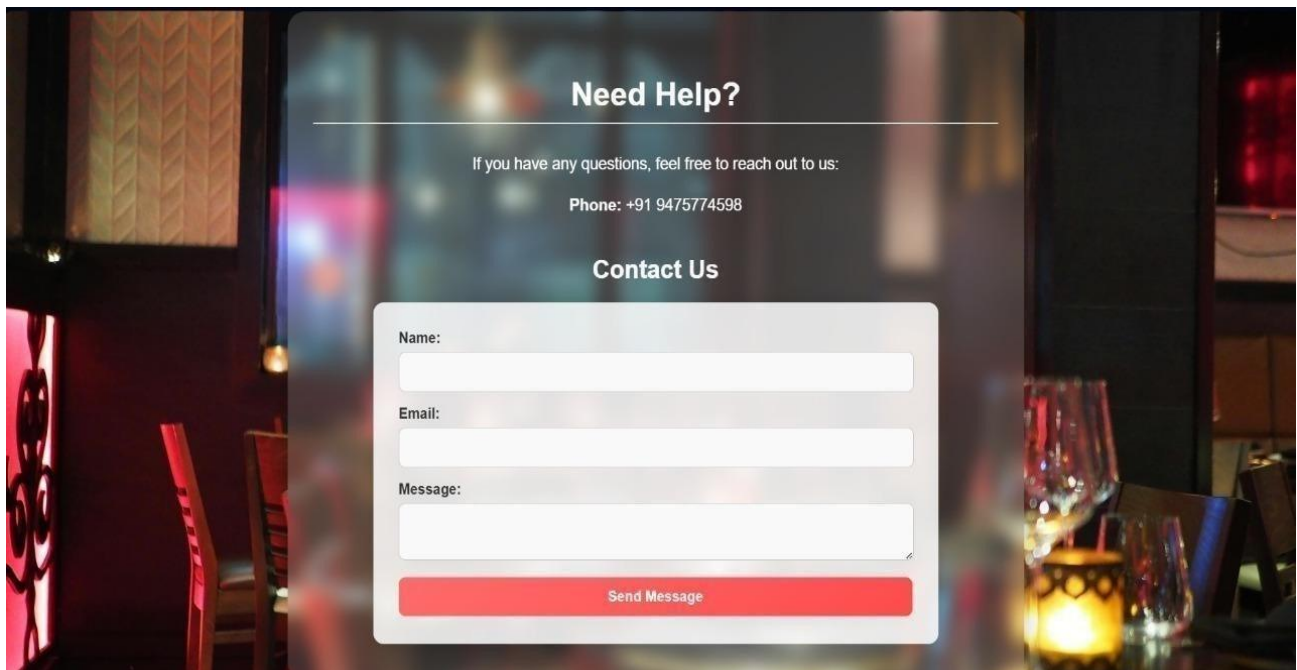 Need Help?
If you have any questions, feel free to reach out to us:
Phone: +91 9475774598
Contact Us
Name:
Email:
Message:
Send Message